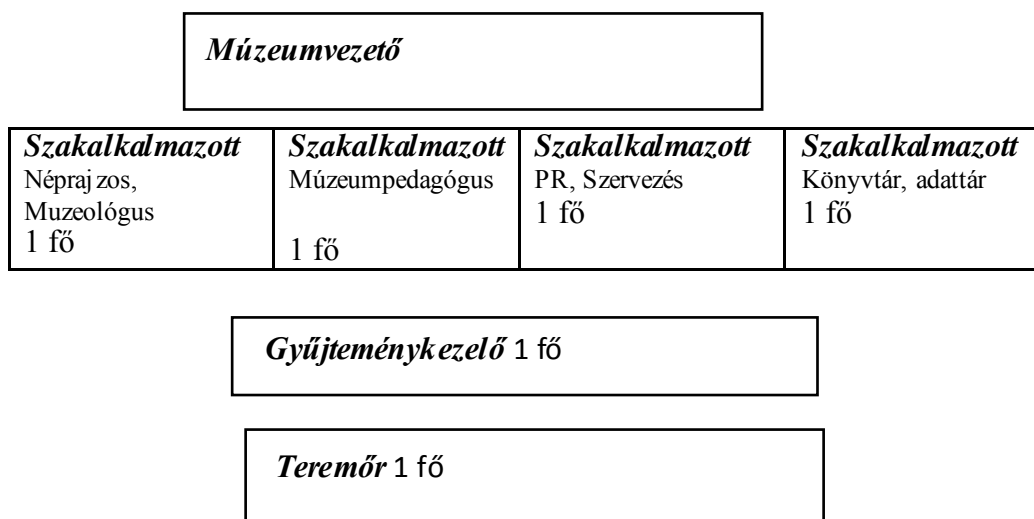 Múzeumvezető
Szakalkalmazott
Néprajzos,
Muzeológus
1 fő
Szakalkalmazott
Múzeumpedagógus
1 fő
Szakalkalmazott
PR, Szervezés
1 fő
Szakalkalmazott
Könyvtár, adattár
1 fő
Gyűjteménykezelő 1 fő
Teremőr 1 fő